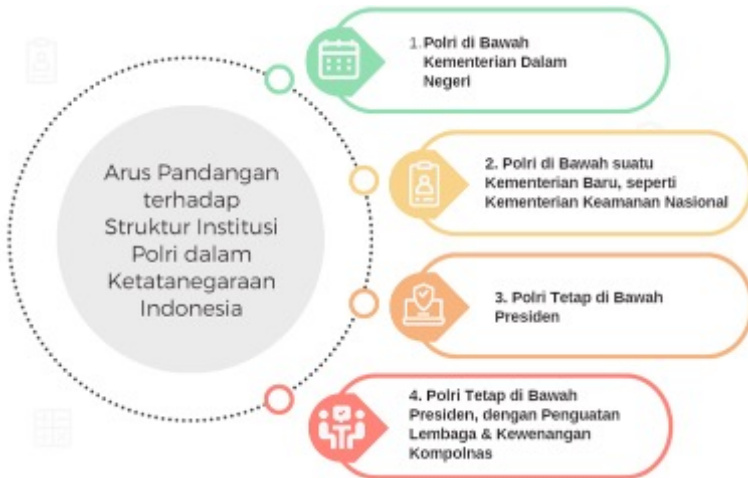 Arus Pandangan
terhadap
Struktur Institusi
Polri dalam
Ketatanegaraan
Indonesia
1. Polri di Bawah
Kementerian Dalam
Negeri
2. Polri di Bawah suatu
Kementerian Baru, seperti
Kementerian Keamanan Nasional
3. Polri Tetap di Bawah
Presiden
4. Polri Tetap di Bawah
Presiden, dengan Penguatan
Lembaga & Kewenangan
Kompolnas